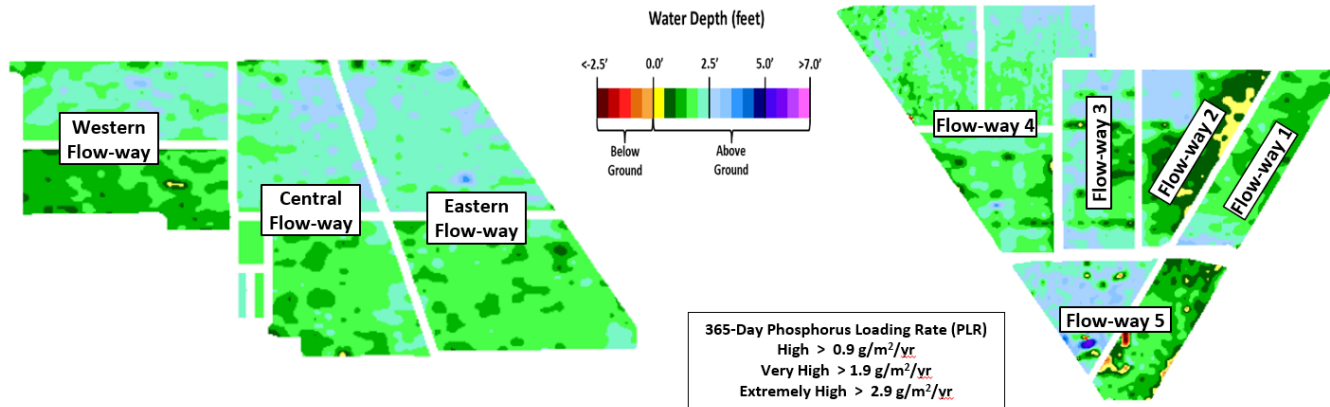 Water Depth (feet)
<-2.5' 0.0' 2.5' 5.0' >7.0'
Below
Ground
Above
Ground
Western
Flow-way
Central
Flow-way
Eastern
Flow-way
Flow-way 4
Flow-way 3
Flow-way 2
Flow-way 1
Flow-way 5
365-Day Phosphorus Loading Rate (PLR)
High > 0.9 g/m²/yr
Very High > 1.9 g/m²/yr
Extremely High > 2.9 g/m²/yr